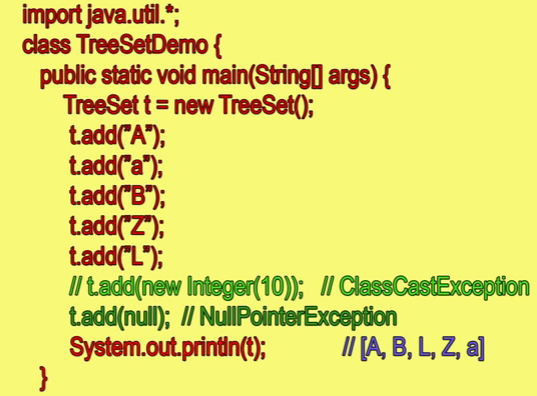 import java.util.*;
class TreeSetDemo {
public static void main(String[] args) {
TreeSet t = new TreeSet();
t.add("A");
t.add("a");
t.add("B");
t.add("Z");
t.add("L");
// t.add(new Integer(10)); // ClassCastException
t.add(null); // NullPointerException
System.out.println(t); // [A, B, L, Z, a]
}